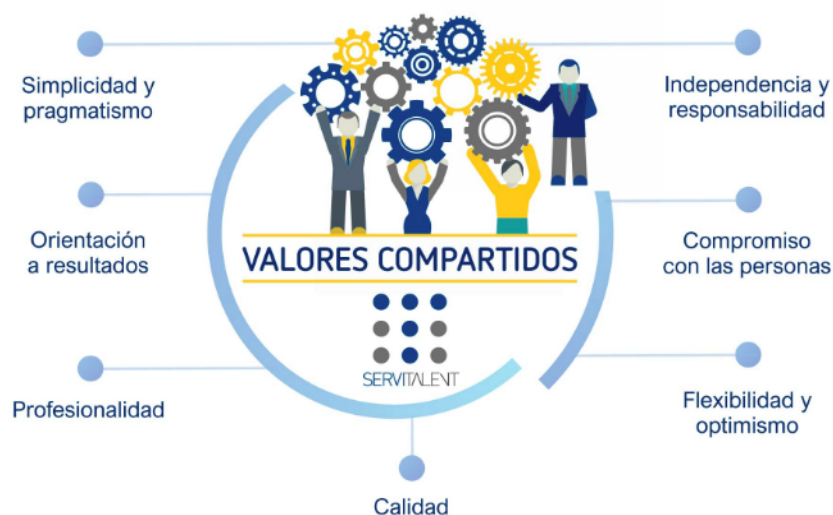 Simplicidad y
pragmatismo
Independencia y
responsabilidad
Orientación
a resultados
Compromiso
con las personas
VALORES COMPARTIDOS
SERVITALENT
Profesionalidad
Flexibilidad y
optimismo
Calidad